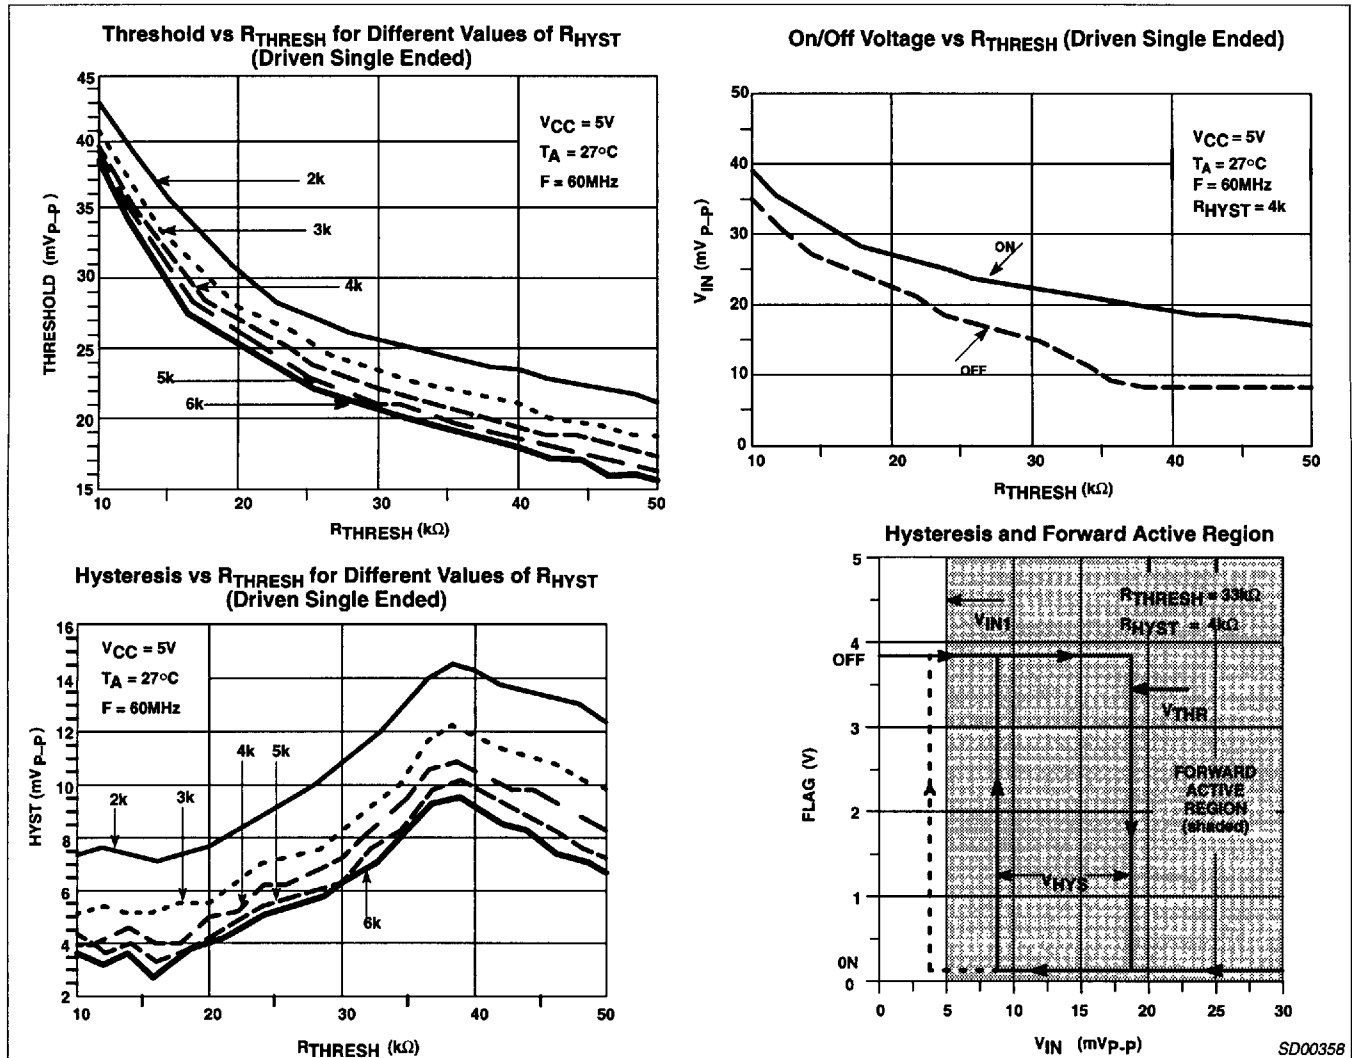 Threshold vs RTHRESH for Different Values of RHYST
(Driven Single Ended)
45
40
35
30
25
20
15
THRESHOLD (mVP–P)
VCC = 5V
TA = 27°C
F = 60MHz
2k
3k
4k
5k
6k
10
20
30
40
50
RTHRESH (kΩ)
On/Off Voltage vs RTHRESH (Driven Single Ended)
50
40
30
20
10
0
VIN (mVP–P)
VCC = 5V
TA = 27°C
F = 60MHz
RHYST = 4k
ON
OFF
10
20
30
40
50
RTHRESH (kΩ)
Hysteresis vs RTHRESH for Different Values of RHYST
(Driven Single Ended)
16
14
12
10
8
6
4
2
HYST (mVP–P)
VCC = 5V
TA = 27°C
F = 60MHz
2k
3k
4k
5k
6k
10
20
30
40
50
RTHRESH (kΩ)
Hysteresis and Forward Active Region
5
4
OFF
3
2
1
0N
0
FLAG (V)
RTHRESH = 33kΩ
VIN1
RHYST = 4kΩ
VTHR
FORWARD
ACTIVE
REGION
(shaded)
VHYS
0
5
10
15
20
25
30
VIN (mVP-P)
SD00358